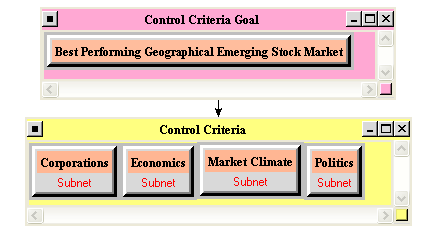 Control Criteria Goal
Best Performing Geographical Emerging Stock Market
Control Criteria
Corporations Economics Market Climate Politics
Subnet Subnet Subnet Subnet